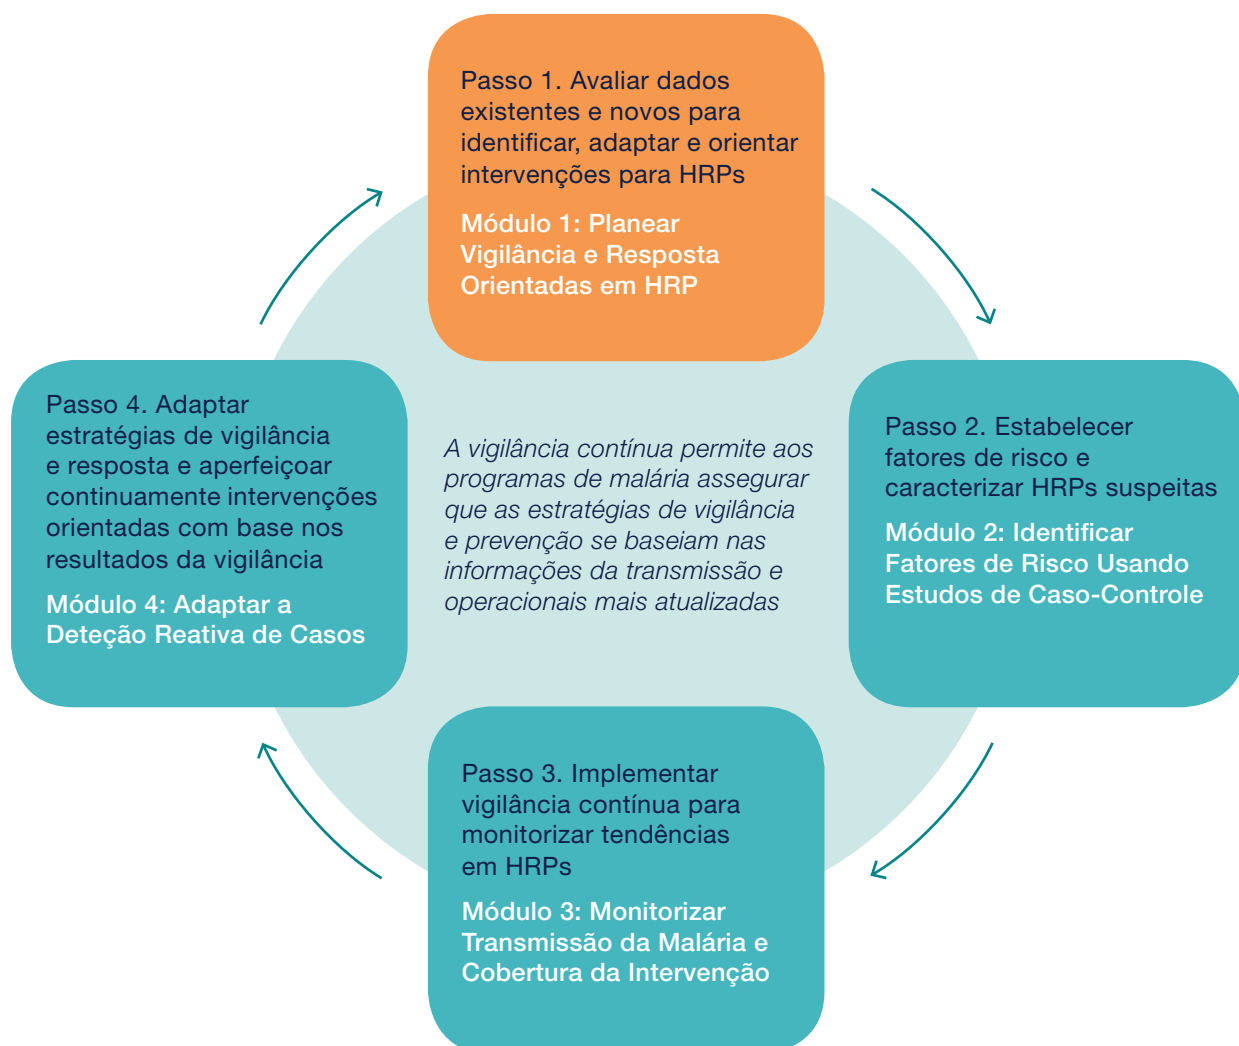 Passo 1. Avaliar dados
existentes e novos para
identificar, adaptar e orientar
intervenções para HRPs
Módulo 1: Planear
Vigilância e Resposta
Orientadas em HRP
Passo 2. Estabelecer
fatores de risco e
caracterizar HRPs suspeitas
Módulo 2: Identificar
Fatores de Risco Usando
Estudos de Caso-Controle
Passo 3. Implementar
vigilância contínua para
monitorizar tendências
em HRPs
Módulo 3: Monitorizar
Transmissão da Malária e
Cobertura da Intervenção
Passo 4. Adaptar
estratégias de vigilância
e resposta e aperfeiçoar
continuamente intervenções
orientadas com base nos
resultados da vigilância
Módulo 4: Adaptar a
Deteção Reativa de Casos
A vigilância contínua permite aos
programas de malária assegurar
que as estratégias de vigilância
e prevenção se baseiam nas
informações da transmissão e
operacionais mais atualizadas